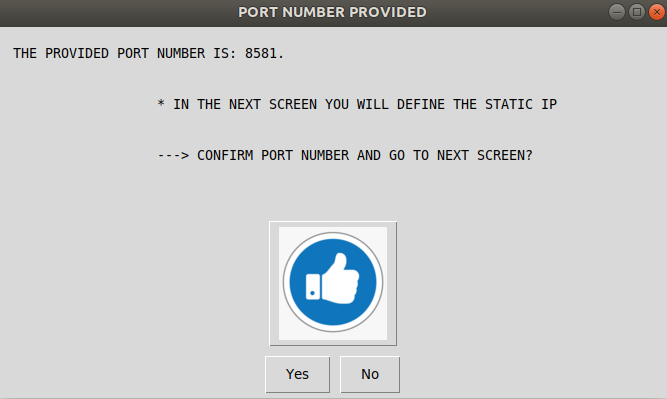 PORT NUMBER PROVIDED
THE PROVIDED PORT NUMBER IS: 8581.
* IN THE NEXT SCREEN YOU WILL DEFINE THE STATIC IP
---> CONFIRM PORT NUMBER AND GO TO NEXT SCREEN?
Yes No